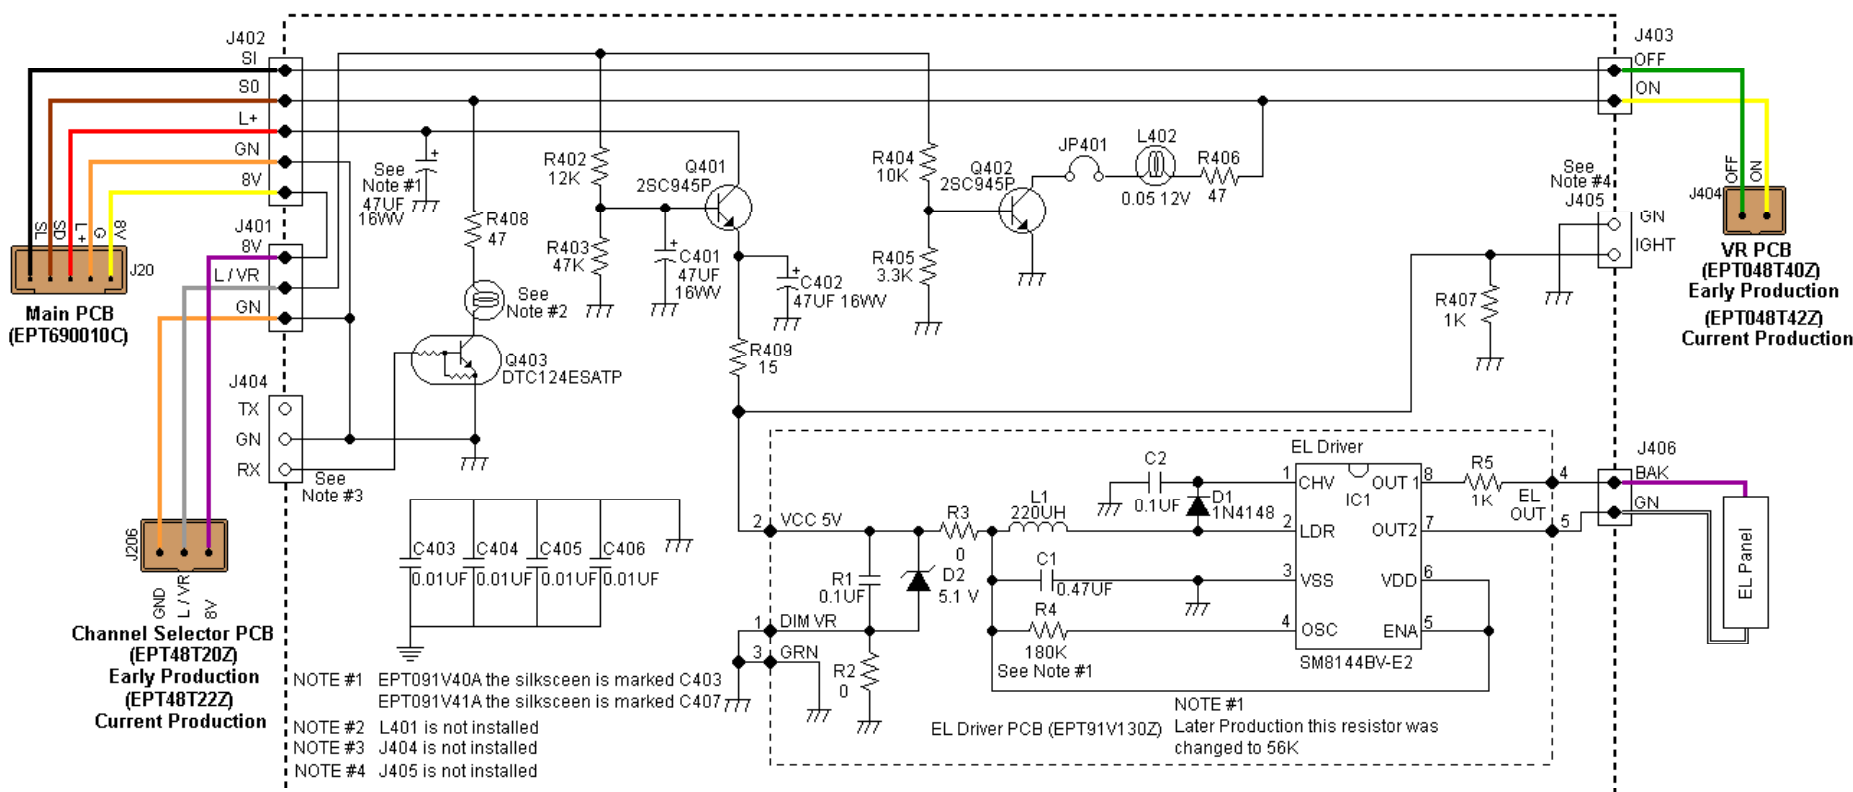 J402
SI
S0
L+
GN
8V
J401
8V
L / VR
GN
J404
TX
GN
RX
See
Note #3
SL
SD
L +
G
8V
J20
Main PCB
(EPT690010C)
J206
GND
L / VR
8V
Channel Selector PCB
(EPT48T20Z)
Early Production
(EPT48T22Z)
Current Production
See
Note #1
47UF
16WV
+
R408
47
See
Note #2
Q403
DTC124ESATP
R402
12K
R403
47K
Q401
2SC945P
+
C401
47UF
16WV
+
C402
47UF 16WV
R409
15
R404
10K
R405
3.3K
Q402
2SC945P
JP401
L402
0.05 12V
R406
47
R407
1K
J403
OFF
ON
See
Note #4
J405
GN
IGHT
OFF
ON
J404
VR PCB
(EPT048T40Z)
Early Production
(EPT048T42Z)
Current Production
C403
0.01UF
C404
0.01UF
C405
0.01UF
C406
0.01UF
NOTE #1 EPT091V40A the silksceen is marked C403
EPT091V41A the silksceen is marked C407
NOTE #2 L401 is not installed
NOTE #3 J404 is not installed
NOTE #4 J405 is not installed
2
VCC 5V
1
DIM VR
3
GRN
R1
0.1UF
R2
0
D2
5.1 V
R3
0
L1
220UH
C2
0.1UF
D1
1N4148
C1
0.47UF
R4
180K
See Note #1
EL Driver
1
CHV
OUT 1
8
IC1
2
LDR
OUT2
7
3
VSS
VDD
6
4
OSC
ENA
5
SM8144BV-E2
R5
1K
EL
OUT
4
5
J406
BAK
GN
EL Panel
EL Driver PCB (EPT91V130Z)
NOTE #1
Later Production this resistor was
changed to 56K